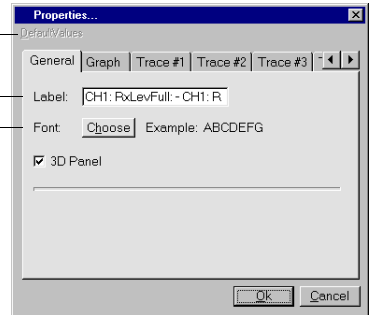 Properties...
DefaultValues
General Graph Trace #1 Trace #2 Trace #3
Label: CH1: RxLevFull: - CH1: R
Font: Choose Example: ABCDEFG
3D Panel
Ok Cancel